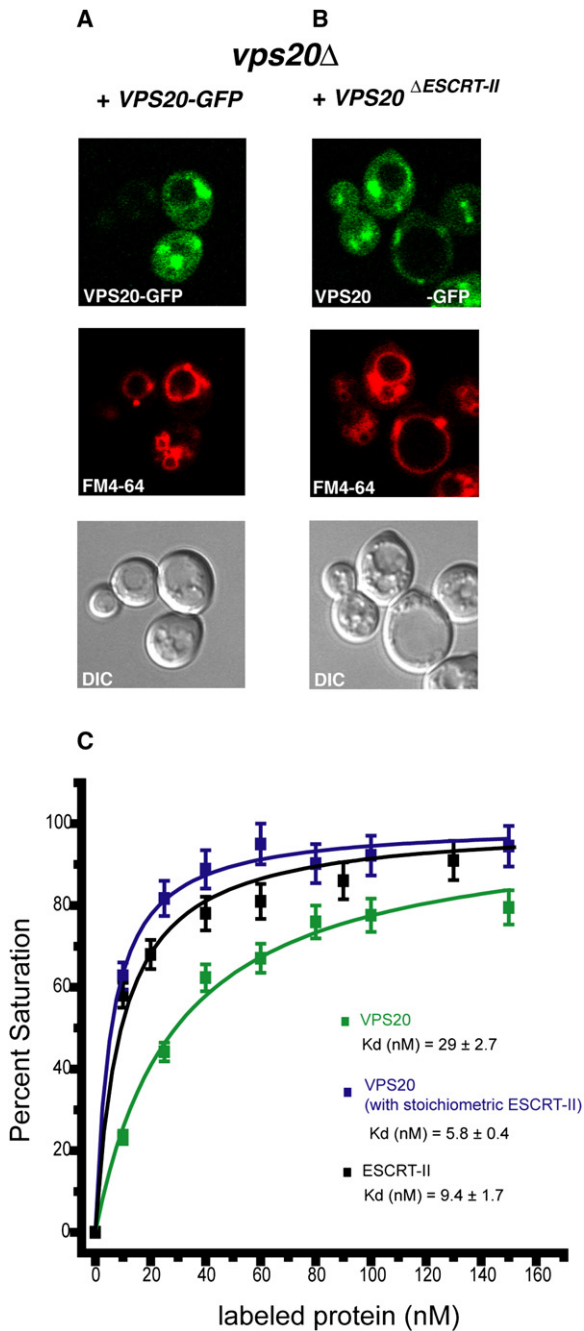 A
B
vps20Δ
+ VPS20-GFP
+ VPS20 ΔESCRT-II
VPS20-GFP
VPS20 -GFP
FM4-64
FM4-64
DIC
DIC
C
Percent Saturation
100
80
60
40
20
0
VPS20
Kd (nM) = 29 ± 2.7
VPS20
(with stoichiometric ESCRT-II)
Kd (nM) = 5.8 ± 0.4
ESCRT-II
Kd (nM) = 9.4 ± 1.7
0 20 40 60 80 100 120 140 160
labeled protein (nM)